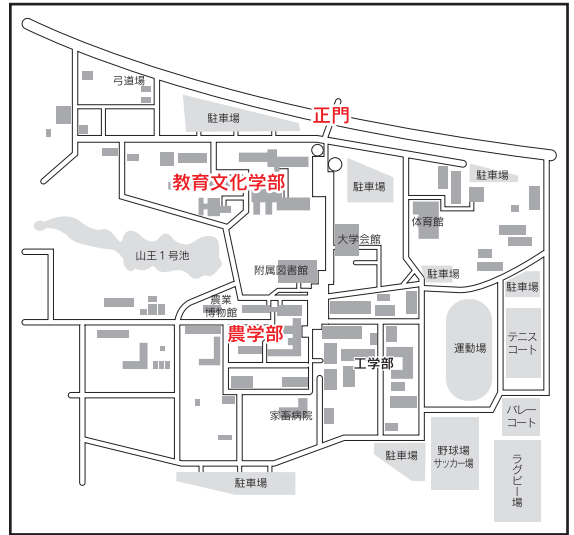 弓道場
駐車場
正門
教育文化学部
駐車場
駐車場
体育館
大学会館
山王1号池
附属図書館
駐車場
駐車場
農業
博物館
農学部
工学部
運動場
テニス
コート
家畜病院
バレー
コート
駐車場
野球場
サッカー場
ラグビー場
駐車場